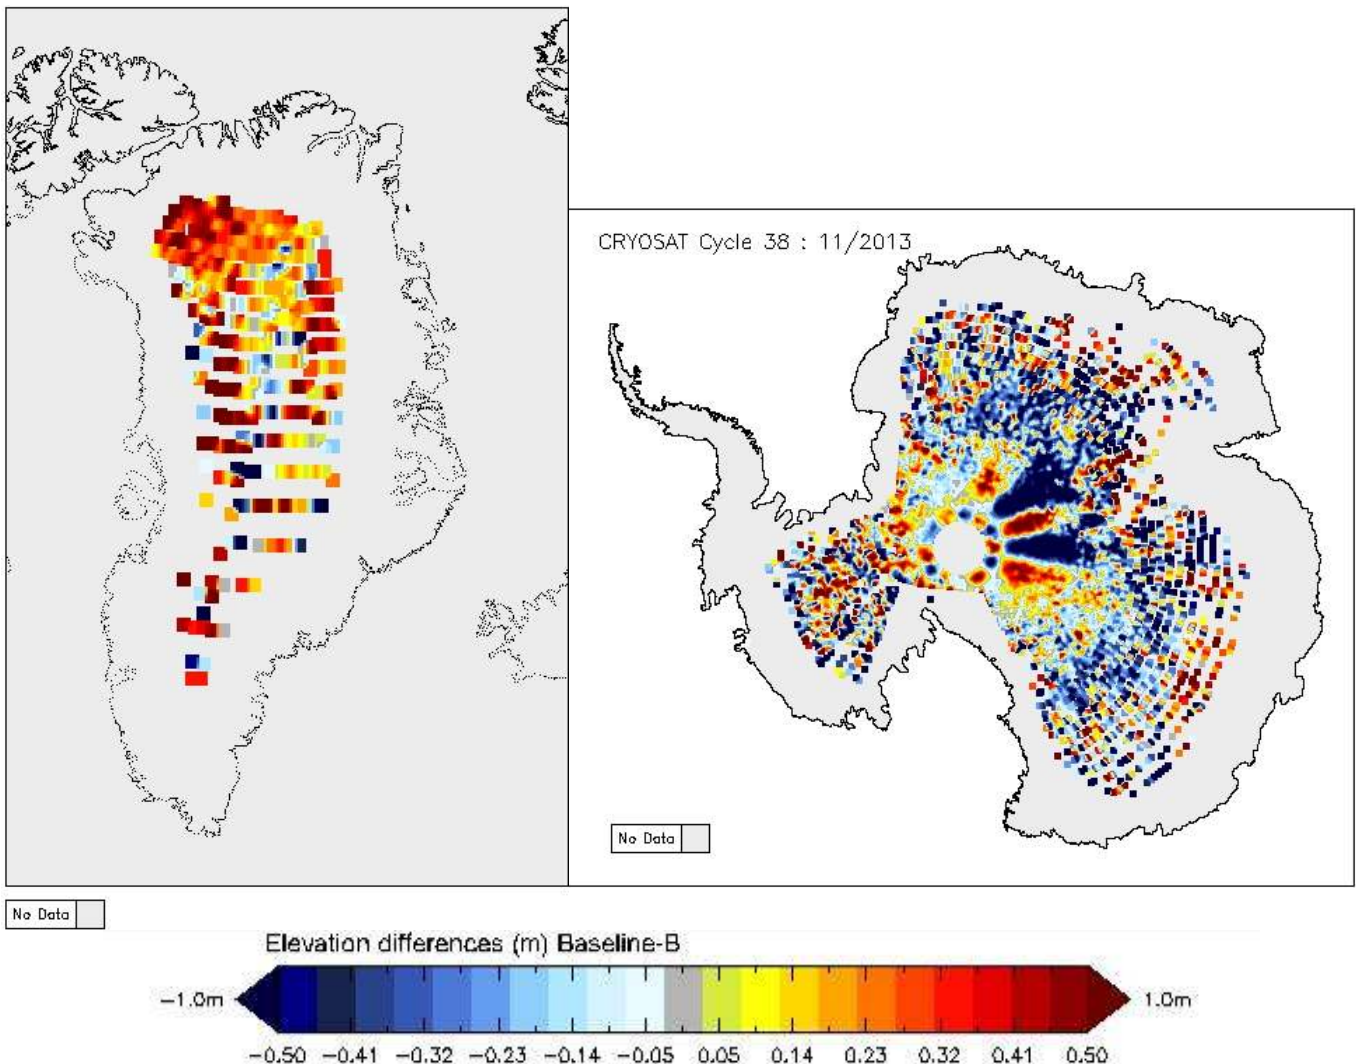 CRYOSAT Cycle 38 : 11/2013
No Data
No Data
Elevation differences (m) Baseline-B
-1.0m
1.0m
-0.50 -0.41 -0.32 -0.23 -0.14 -0.05 0.05 0.14 0.23 0.32 0.41 0.50